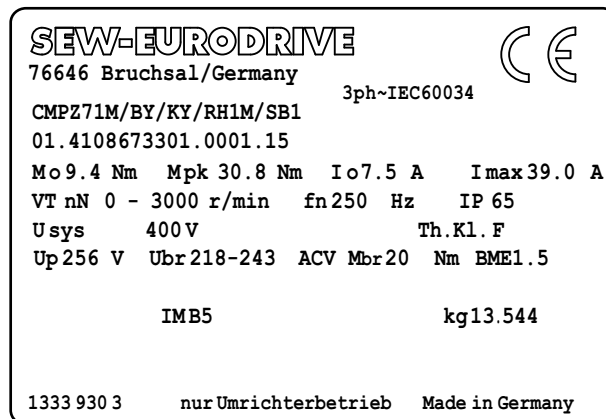 SEW-EURODRIVE CE
76646 Bruchsal/Germany
3ph~IEC60034
CMPZ71M/BY/KY/RH1M/SB1
01.4108673301.0001.15
Mo 9.4 Nm Mpk 30.8 Nm Io 7.5 A Imax 39.0 A
VT nN 0 - 3000 r/min fn 250 Hz IP 65
Usys 400 V Th.Kl. F
Up 256 V Ubr 218-243 ACV Mbr 20 Nm BME1.5
IM B5 kg 13.544
1333 930 3 nur Umrichterbetrieb Made in Germany